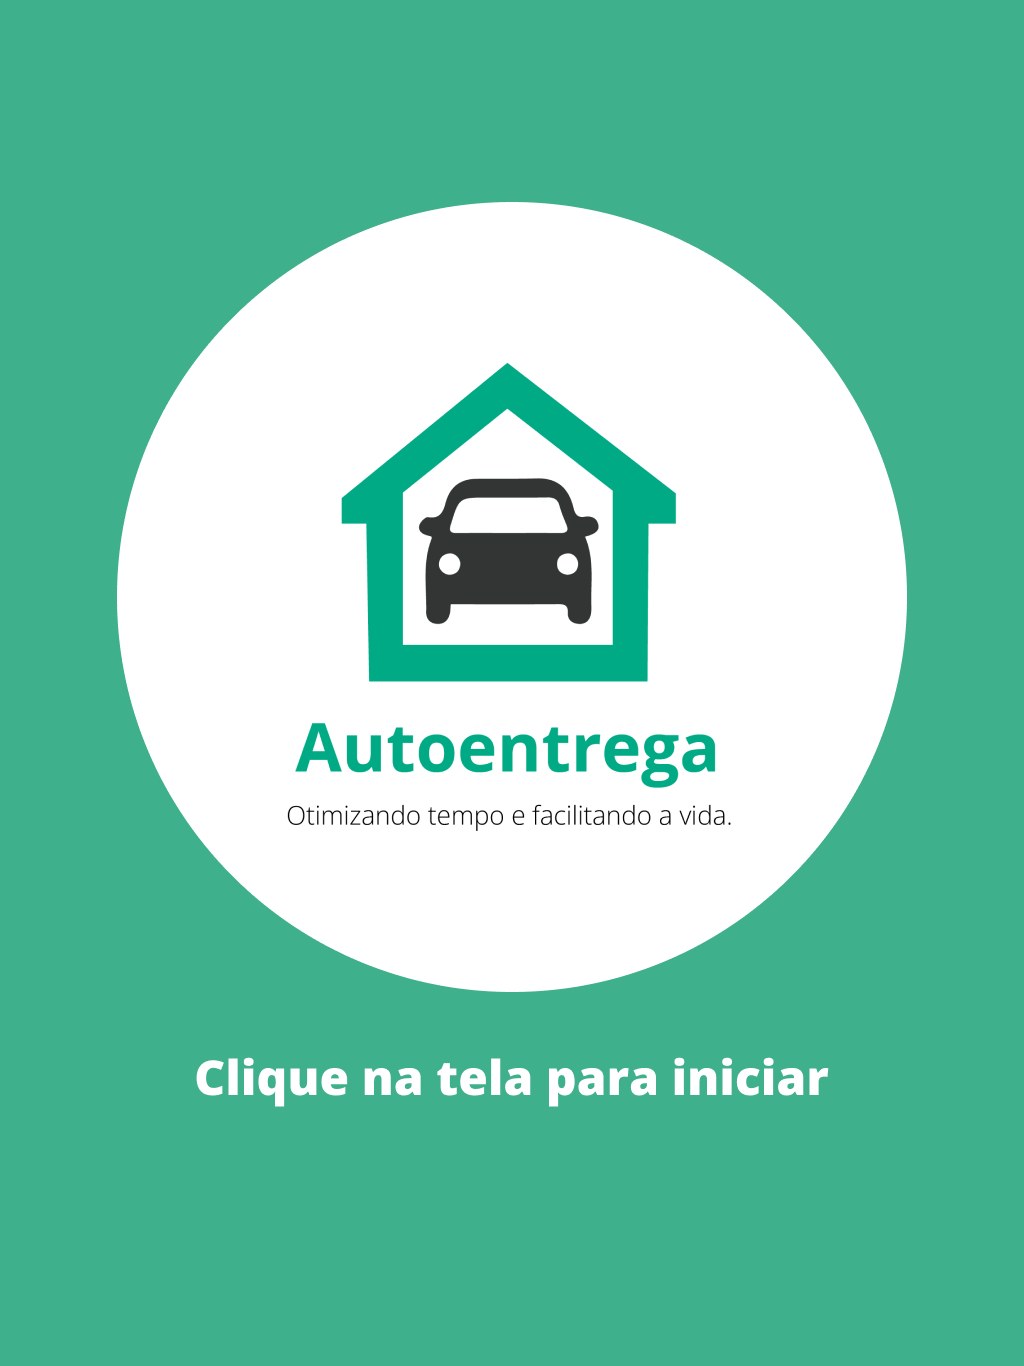 Autoentrega
Otimizando tempo e facilitando a vida.
Clique na tela para iniciar